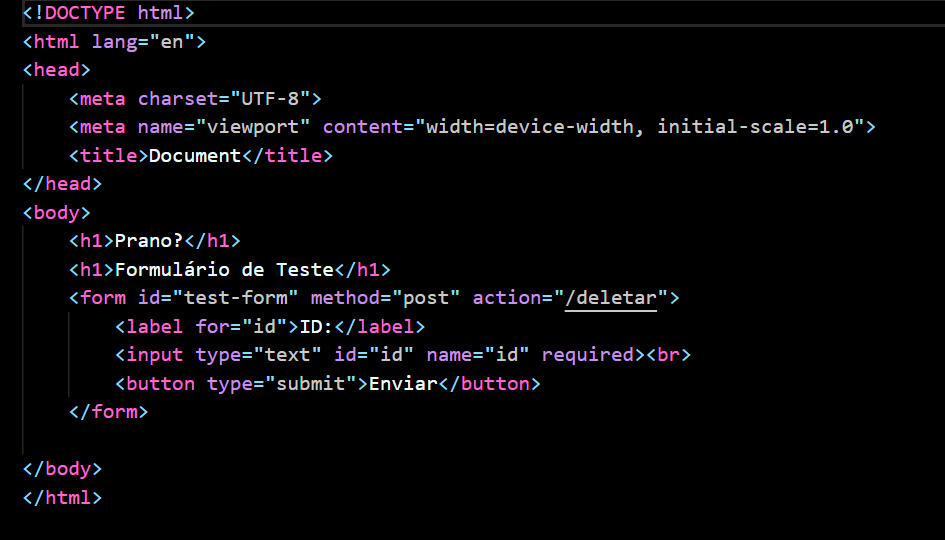 <!DOCTYPE html>
<html lang="en">
<head>
    <meta charset="UTF-8">
    <meta name="viewport" content="width=device-width, initial-scale=1.0">
    <title>Document</title>
</head>
<body>
    <h1>Prano?</h1>
    <h1>Formulário de Teste</h1>
    <form id="test-form" method="post" action="/deletar">
        <label for="id">ID:</label>
        <input type="text" id="id" name="id" required><br>
        <button type="submit">Enviar</button>
    </form>

</body>
</html>